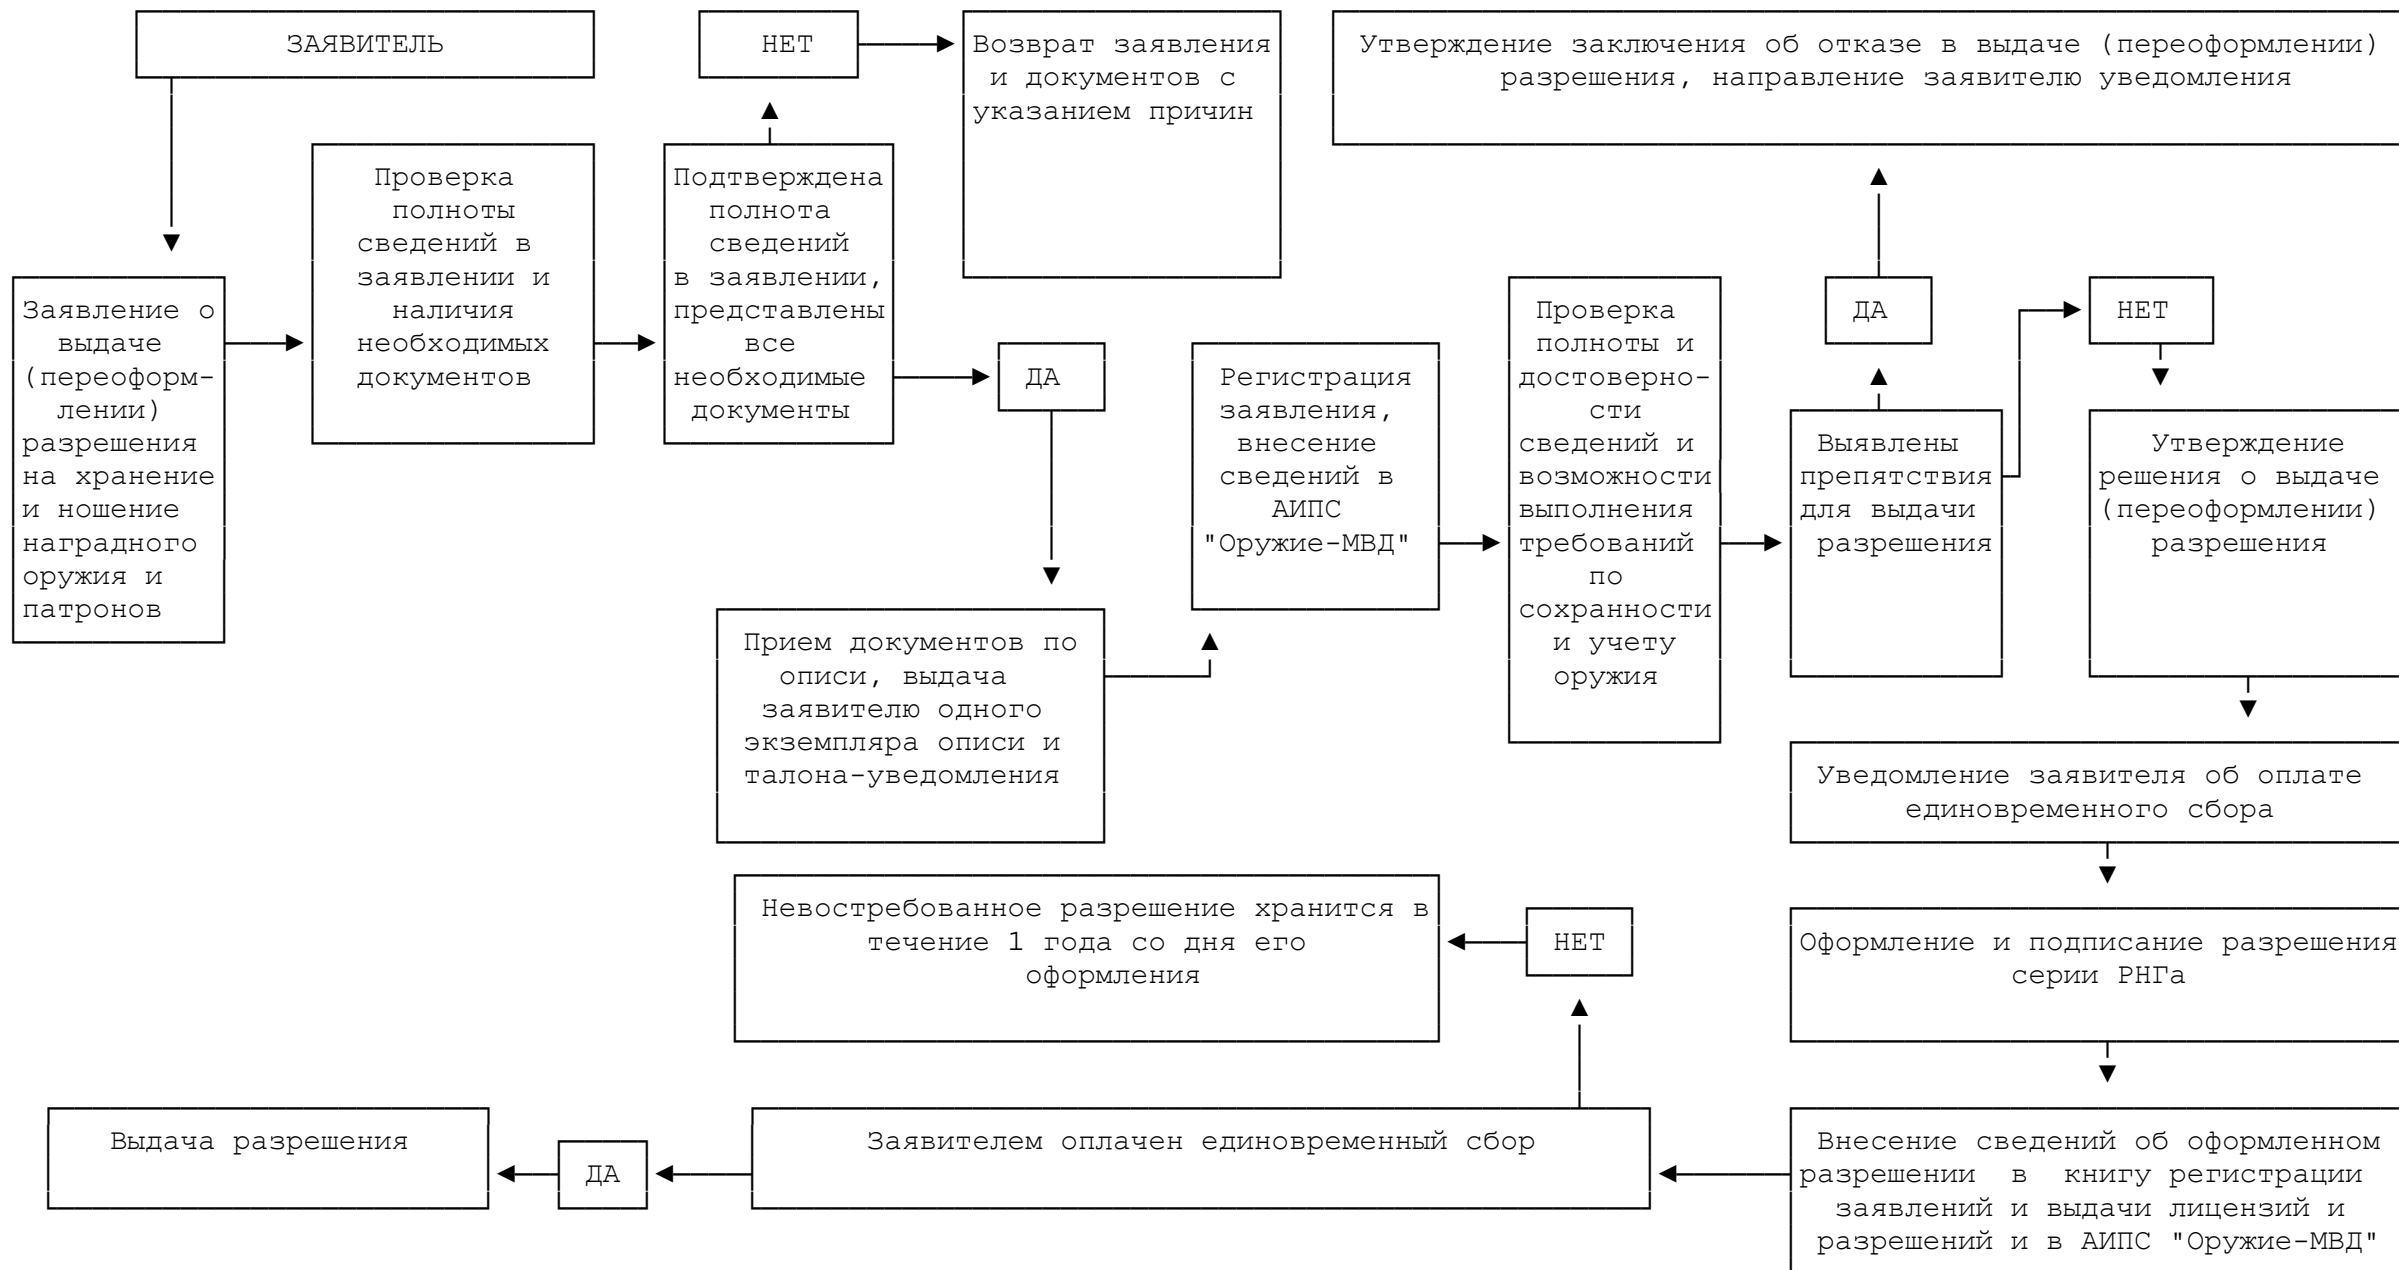 ЗАЯВИТЕЛЬ
НЕТ
Возврат заявления
и документов с
указанием причин
Утверждение заключения об отказе в выдаче (переоформлении)
разрешения, направление заявителю уведомления
Заявление о
выдаче
(переоформ-
лении)
разрешения
на хранение
и ношение
наградного
оружия и
патронов
Проверка
полноты
сведений в
заявлении и
наличия
необходимых
документов
Подтверждена
полнота
сведений
в заявлении,
представлены
все
необходимые
документы
ДА
Прием документов по
описи, выдача
заявителю одного
экземпляра описи и
талона-уведомления
Регистрация
заявления,
внесение
сведений в
АИПС
"Оружие-МВД"
Проверка
полноты и
достоверно-
сти
сведений и
возможности
выполнения
требований
по
сохранности
и учету
оружия
Выявлены
препятствия
для выдачи
разрешения
ДА
НЕТ
Утверждение
решения о выдаче
(переоформлении)
разрешения
Уведомление заявителя об оплате
единовременного сбора
Оформление и подписание разрешения
серии РНГа
Внесение сведений об оформленном
разрешении в книгу регистрации
заявлений и выдачи лицензий и
разрешений и в АИПС "Оружие-МВД"
Заявителем оплачен единовременный сбор
НЕТ
Невостребованное разрешение хранится в
течение 1 года со дня его
оформления
ДА
Выдача разрешения